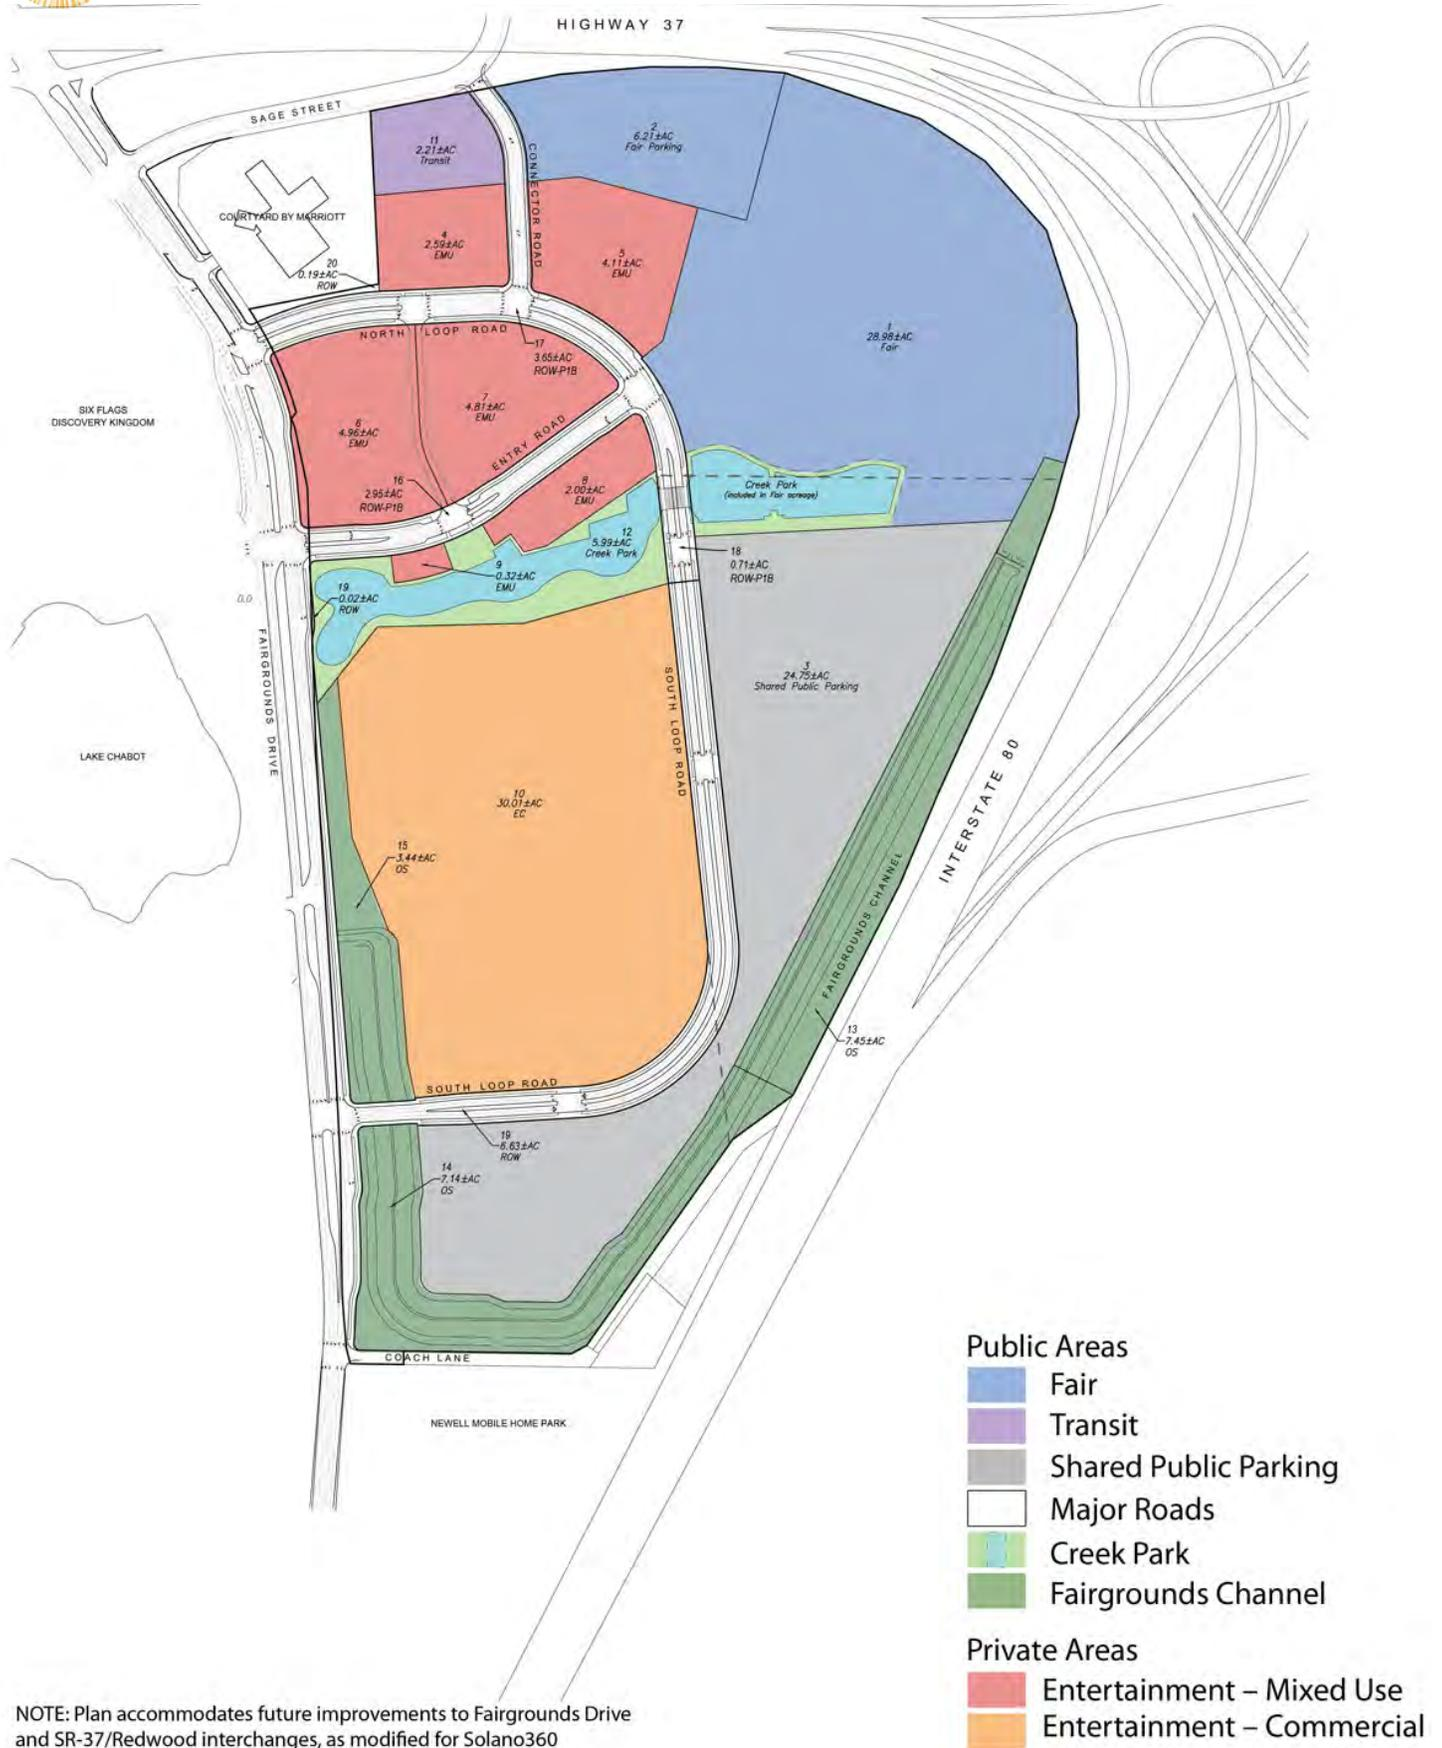 HIGHWAY 37
SAGE STREET
11
2.21±AC
Transit
CONNECTOR ROAD
2
6.21±AC
Fair Parking
COURTYARD BY MARRIOTT
4
2.59±AC
EMU
5
4.11±AC
EMU
20
0.19±AC
ROW
1
28.98±AC
Fair
NORTH LOOP ROAD
17
3.65±AC
ROW-P1B
SIX FLAGS
DISCOVERY KINGDOM
6
4.96±AC
EMU
7
4.81±AC
EMU
ENTRY ROAD
16
2.95±AC
ROW-P1B
8
2.00±AC
EMU
Creek Park
(included in Fair acreage)
12
5.99±AC
Creek Park
18
0.71±AC
ROW-P1B
9
0.32±AC
EMU
19
0.02±AC
ROW
0.0
FAIRGROUNDS DRIVE
SOUTH LOOP ROAD
3
24.75±AC
Shared Public Parking
LAKE CHABOT
10
30.01±AC
EC
INTERSTATE 80
15
3.44±AC
OS
FAIRGROUNDS CHANNEL
13
7.45±AC
OS
SOUTH LOOP ROAD
19
6.63±AC
ROW
14
7.14±AC
OS
COACH LANE
NEWELL MOBILE HOME PARK
Public Areas
Fair
Transit
Shared Public Parking
Major Roads
Creek Park
Fairgrounds Channel
Private Areas
Entertainment – Mixed Use
Entertainment – Commercial
NOTE: Plan accommodates future improvements to Fairgrounds Drive
and SR-37/Redwood interchanges, as modified for Solano360